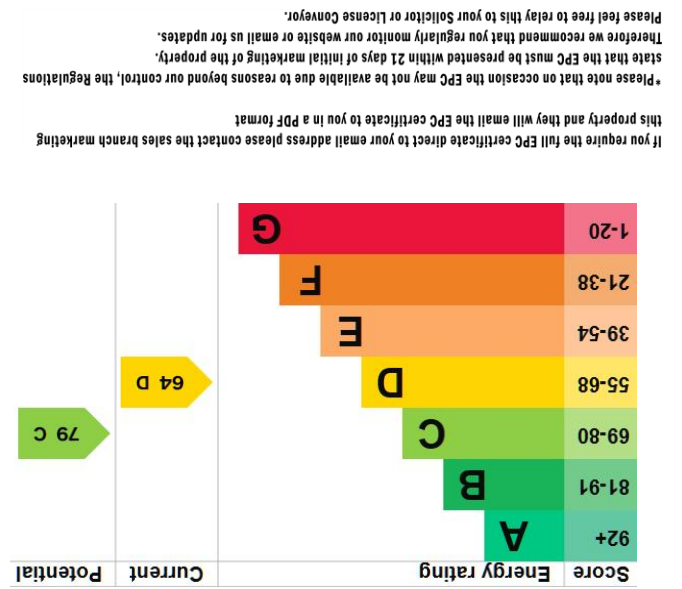 Score Energy rating Current Potential
92+ A
81-91 B
69-80 C 79 C
55-68 D 64 D
39-54 E
21-38 F
1-20 G
If you require the full EPC certificate direct to your email address please contact the sales branch marketing
this property and they will email the EPC certificate to you in a PDF format
*Please note that on occasion the EPC may not be available due to reasons beyond our control, the Regulations
state that the EPC must be presented within 21 days of initial marketing of the property.
Therefore we recommend that you regularly monitor our website or email us for updates.
Please feel free to relay this to your Solicitor or License Conveyor.